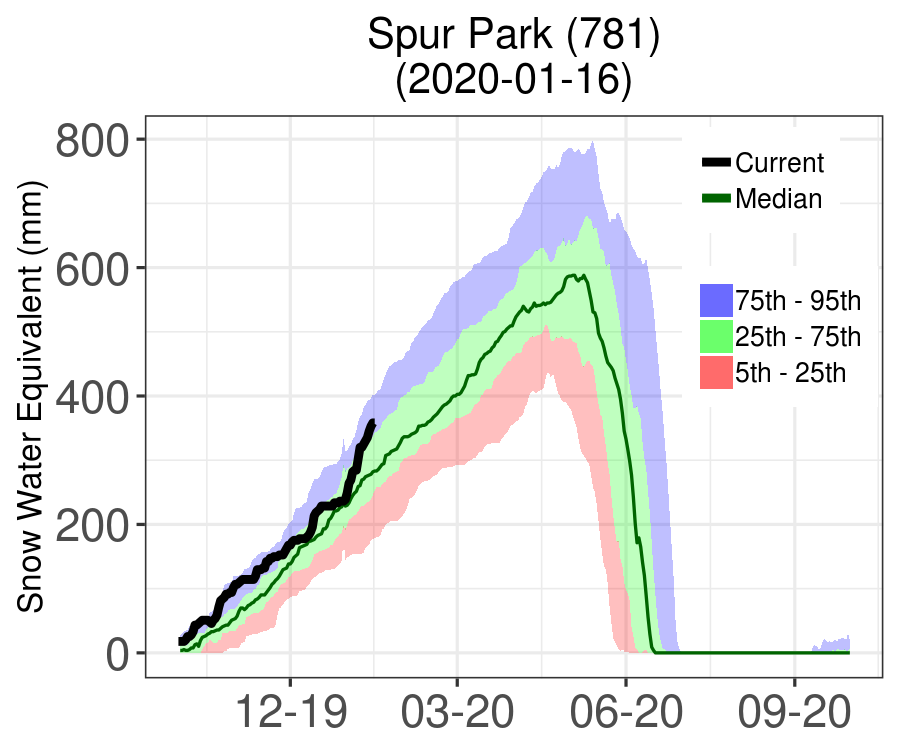 Spur Park (781)
(2020-01-16)
Snow Water Equivalent (mm)
800
600
400
200
0
12-19 03-20 06-20 09-20
Current
Median
75th - 95th
25th - 75th
5th - 25th